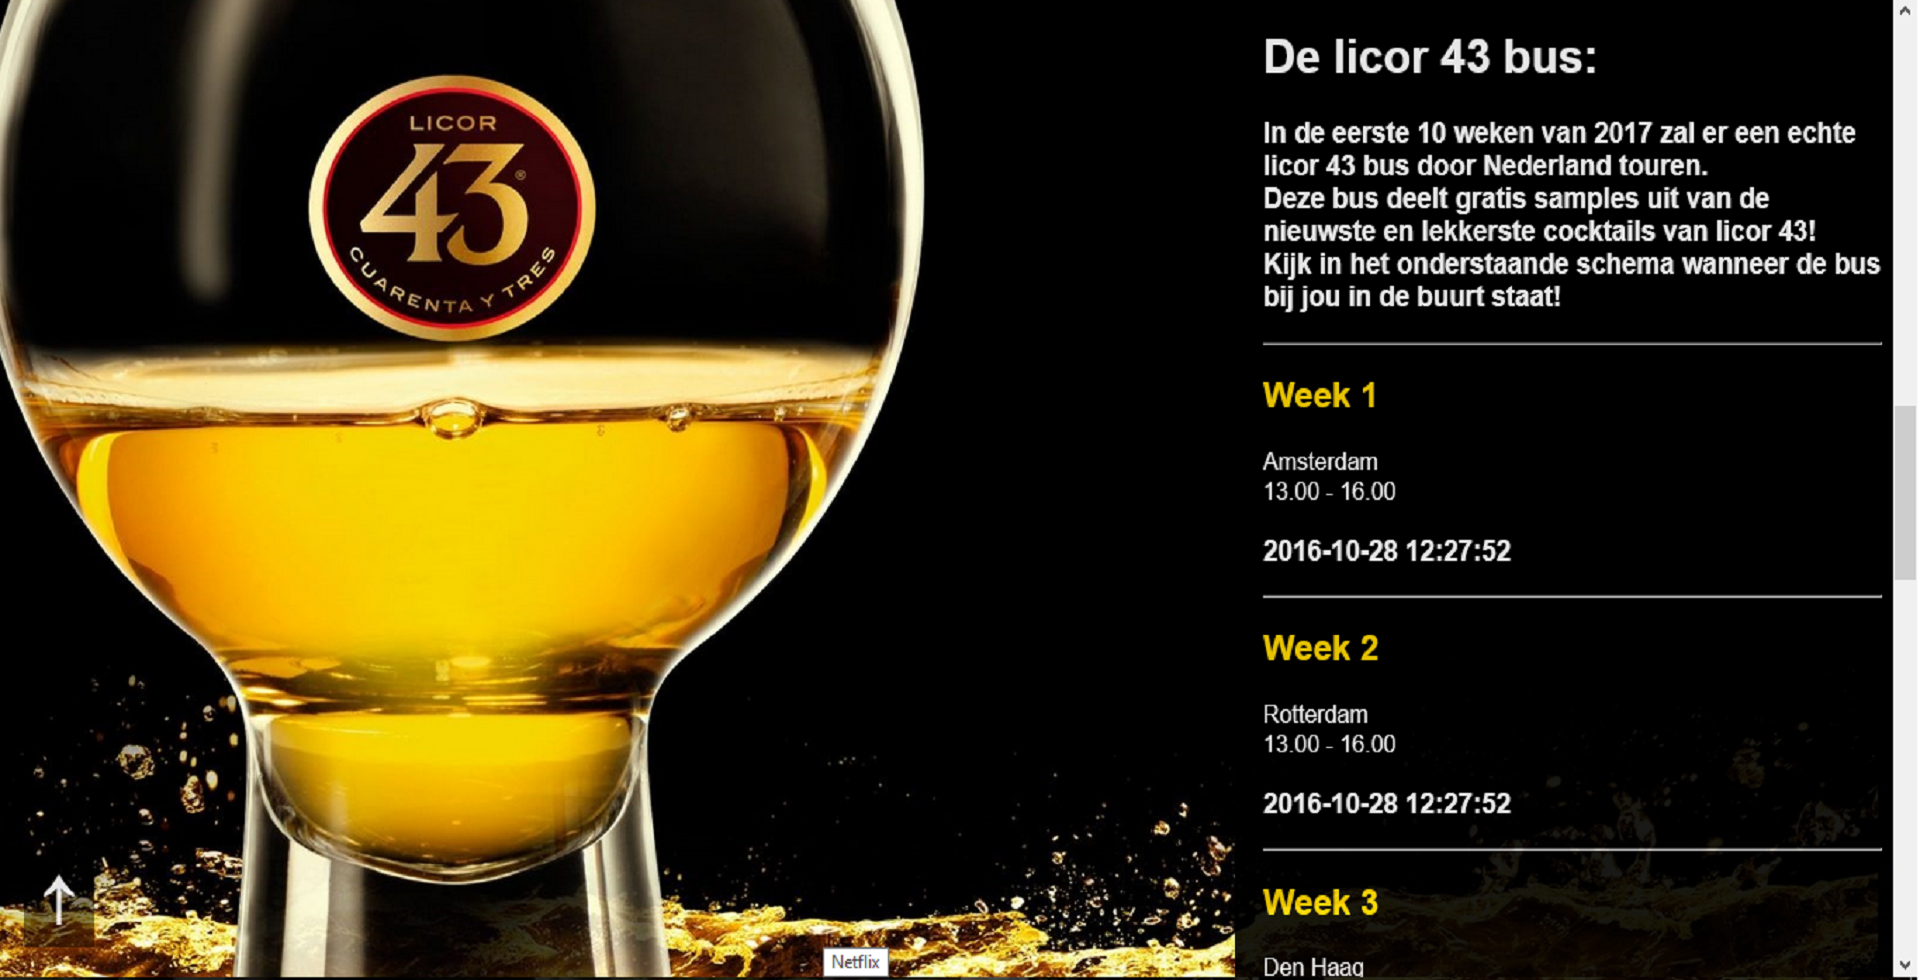 LICOR
43
®
CUARENTA Y TRES
De licor 43 bus:
In de eerste 10 weken van 2017 zal er een echte
licor 43 bus door Nederland touren.
Deze bus deelt gratis samples uit van de
nieuwste en lekkerste cocktails van licor 43!
Kijk in het onderstaande schema wanneer de bus
bij jou in de buurt staat!
Week 1
Amsterdam
13.00 - 16.00
2016-10-28 12:27:52
Week 2
Rotterdam
13.00 - 16.00
2016-10-28 12:27:52
Week 3
Den Haag
Netflix